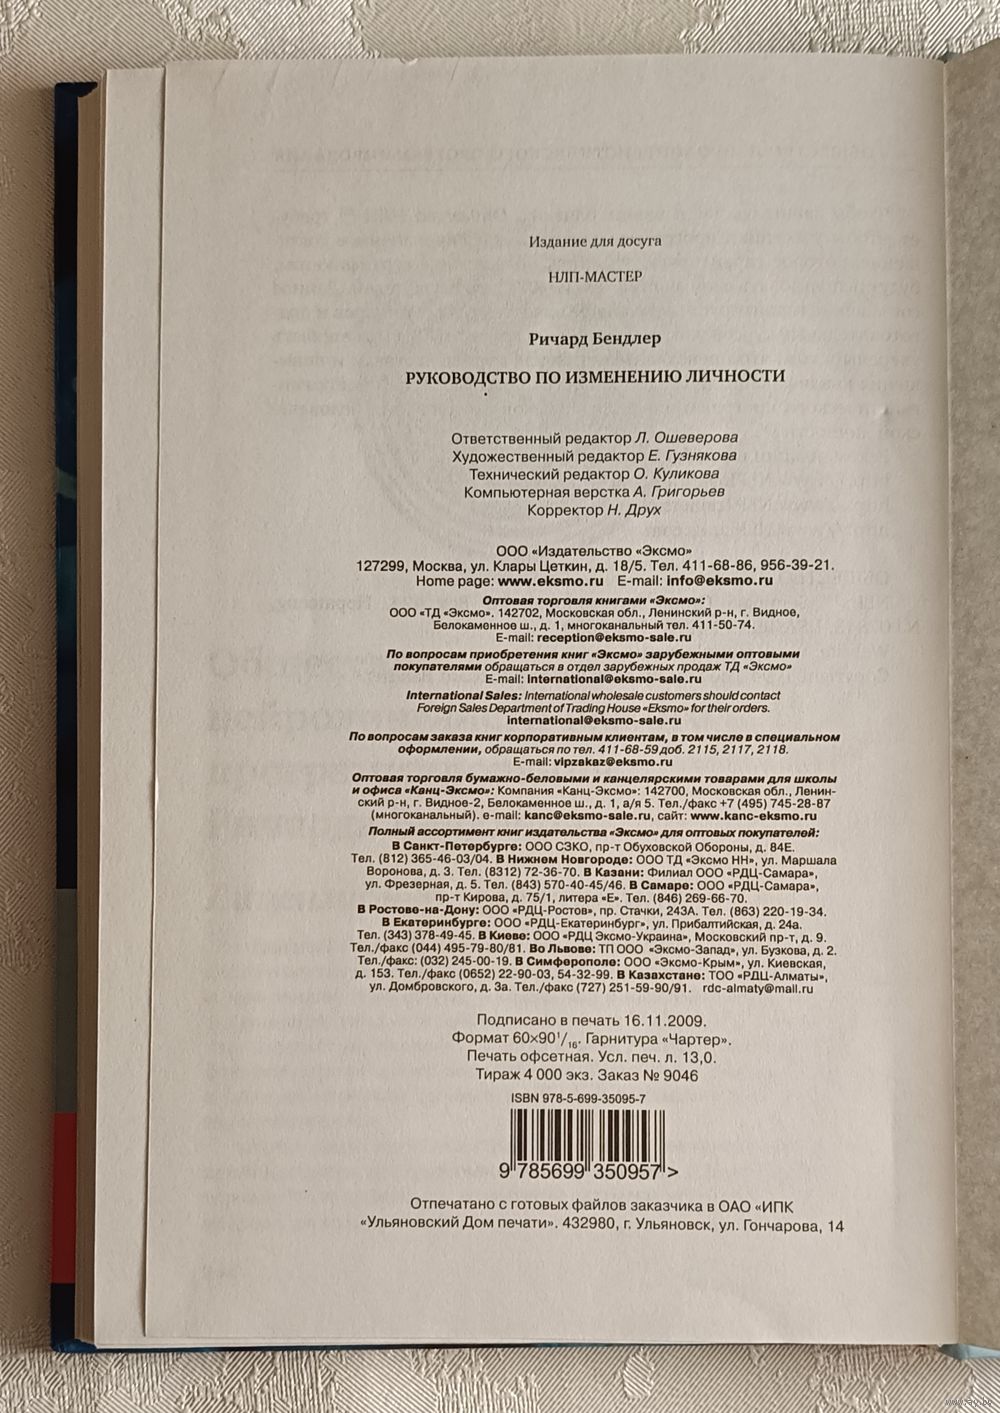 Издание для досуга
НЛП-МАСТЕР
Ричард Бендлер
РУКОВОДСТВО ПО ИЗМЕНЕНИЮ ЛИЧНОСТИ
Ответственный редактор Л. Ошеверова
Художественный редактор Е. Гузнякова
Технический редактор О. Куликова
Компьютерная верстка А. Григорьев
Корректор Н. Друх
ООО «Издательство «Эксмо»
127299, Москва, ул. Клары Цеткин, д. 18/5. Тел. 411-68-86, 956-39-21.
Home page: www.eksmo.ru E-mail: info@eksmo.ru
Оптовая торговля книгами «Эксмо»:
ООО «ТД «Эксмо». 142702, Московская обл., Ленинский р-н, г. Видное,
Белокаменное ш., д. 1, многоканальный тел. 411-50-74.
E-mail: reception@eksmo-sale.ru
По вопросам приобретения книг «Эксмо» зарубежными оптовыми
покупателями обращаться в отдел зарубежных продаж ТД «Эксмо»
E-mail: international@eksmo-sale.ru
International Sales: International wholesale customers should contact
Foreign Sales Department of Trading House «Eksmo» for their orders.
international@eksmo-sale.ru
По вопросам заказа книг корпоративным клиентам, в том числе в специальном
оформлении, обращаться по тел. 411-68-59 доб. 2115, 2117, 2118.
E-mail: vipzakaz@eksmo.ru
Оптовая торговля бумажно-беловыми и канцелярскими товарами для школы
и офиса «Канц-Эксмо»: Компания «Канц-Эксмо»: 142700, Московская обл., Ленин-
ский р-н, г. Видное-2, Белокаменное ш., д. 1, а/я 5. Тел./факс +7 (495) 745-28-87
(многоканальный). e-mail: kanc@eksmo-sale.ru, сайт: www.kanc-eksmo.ru
Полный ассортимент книг издательства «Эксмо» для оптовых покупателей:
В Санкт-Петербурге: ООО СЗКО, пр-т Обуховской Обороны, д. 84Е.
Тел. (812) 365-46-03/04. В Нижнем Новгороде: ООО ТД «Эксмо НН», ул. Маршала
Воронова, д. 3. Тел. (8312) 72-36-70. В Казани: Филиал ООО «РДЦ-Самара»,
ул. Фрезерная, д. 5. Тел. (843) 570-40-45/46. В Самаре: ООО «РДЦ-Самара»,
пр-т Кирова, д. 75/1, литера «Е». Тел. (846) 269-66-70.
В Ростове-на-Дону: ООО «РДЦ-Ростов», пр. Стачки, 243А. Тел. (863) 220-19-34.
В Екатеринбурге: ООО «РДЦ-Екатеринбург», ул. Прибалтийская, д. 24а.
Тел. (343) 378-49-45. В Киеве: ООО «РДЦ Эксмо-Украина», Московский пр-т, д. 9.
Тел./факс (044) 495-79-80/81. Во Львове: ТП ООО «Эксмо-Запад», ул. Бузкова, д. 2.
Тел./факс: (032) 245-00-19. В Симферополе: ООО «Эксмо-Крым», ул. Киевская,
д. 153. Тел./факс (0652) 22-90-03, 54-32-99. В Казахстане: ТОО «РДЦ-Алматы»,
ул. Домбровского, д. 3а. Тел./факс (727) 251-59-90/91. rdc-almaty@mail.ru
Подписано в печать 16.11.2009.
Формат 60×90 1/16. Гарнитура «Чартер».
Печать офсетная. Усл. печ. л. 13,0.
Тираж 4 000 экз. Заказ № 9046
ISBN 978-5-699-35095-7
9 785699 350957 >
Отпечатано с готовых файлов заказчика в ОАО «ИПК
«Ульяновский Дом печати». 432980, г. Ульяновск, ул. Гончарова, 14